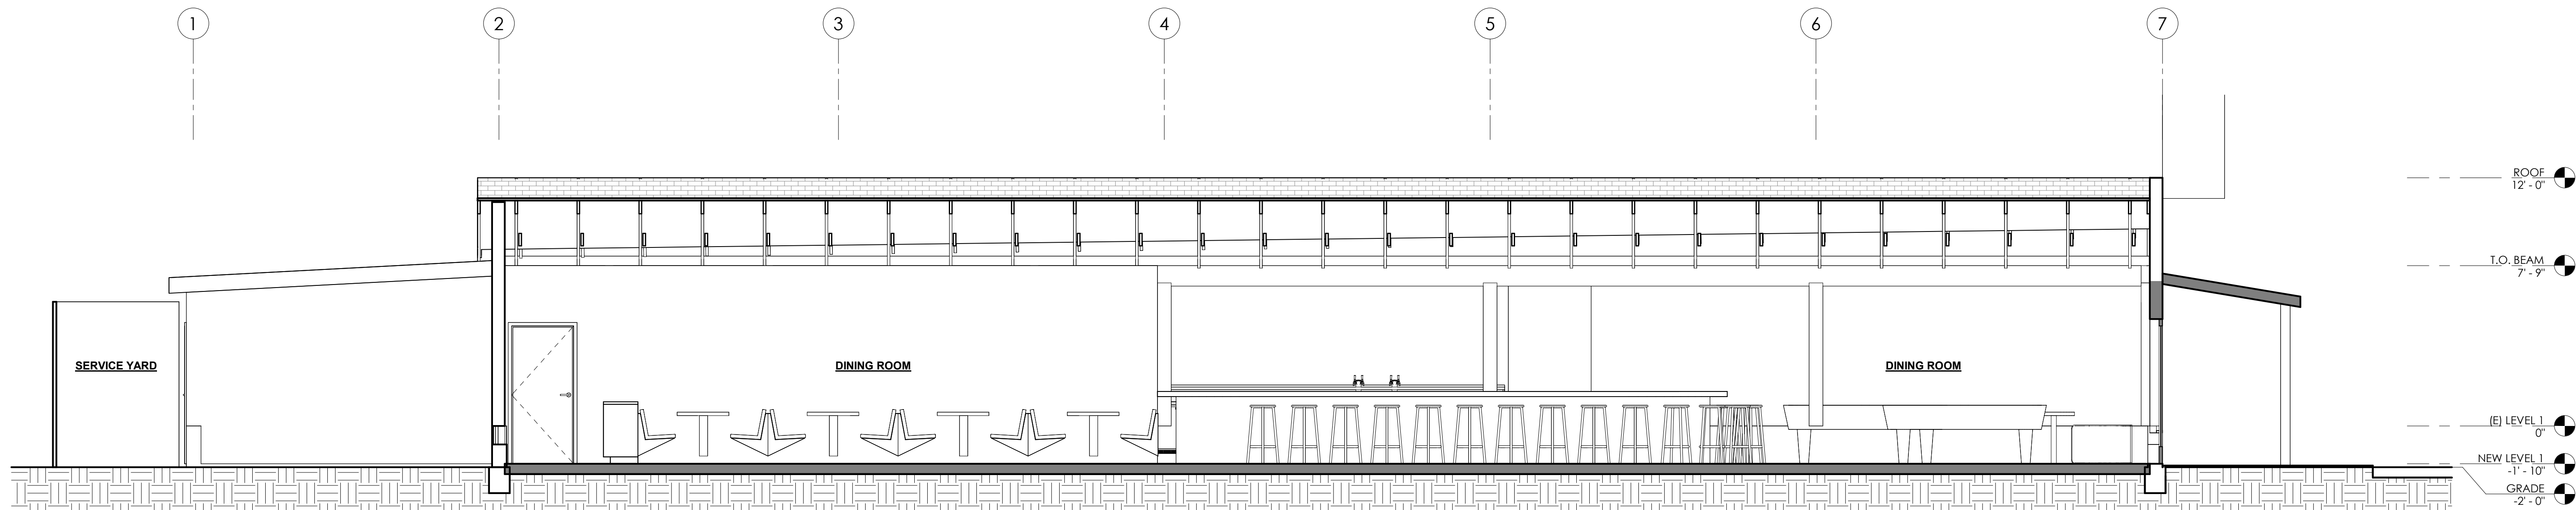 1 2 3 4 5 6 7
ROOF
12' - 0"
T.O. BEAM
7' - 9"
SERVICE YARD
DINING ROOM
DINING ROOM
(E) LEVEL 1
0"
NEW LEVEL 1
-1' - 10"
GRADE
-2' - 0"